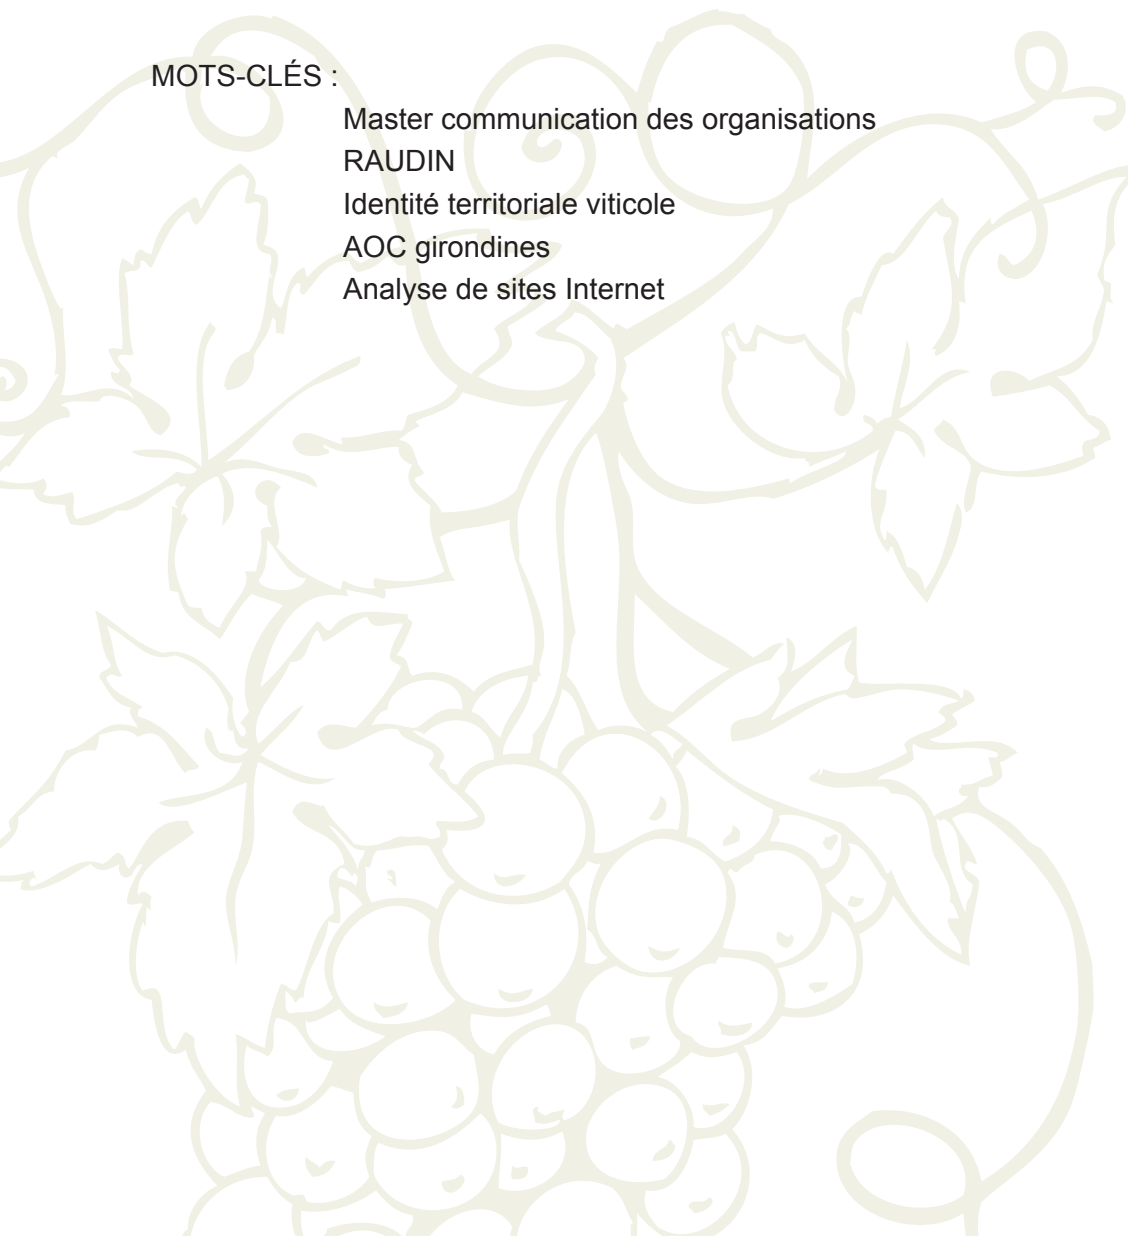 MOTS-CLÉS :
Master communication des organisations
RAUDIN
Identité territoriale viticole
AOC girondines
Analyse de sites Internet